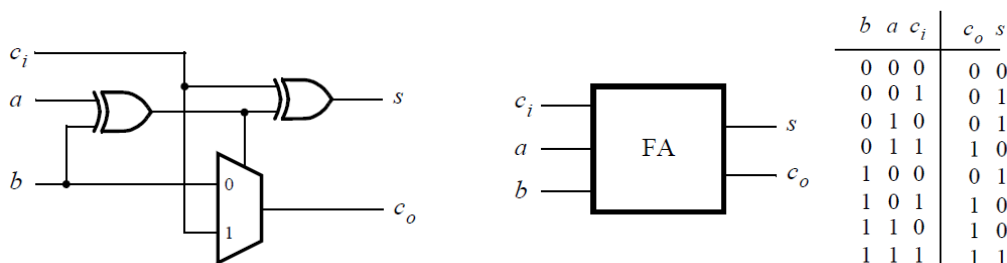 c_i
a
b
s
0
1
c_o
c_i
a
b
FA
s
c_o
b a c_i c_o s
0 0 0 0 0
0 0 1 0 1
0 1 0 0 1
0 1 1 1 0
1 0 0 0 1
1 0 1 1 0
1 1 0 1 0
1 1 1 1 1